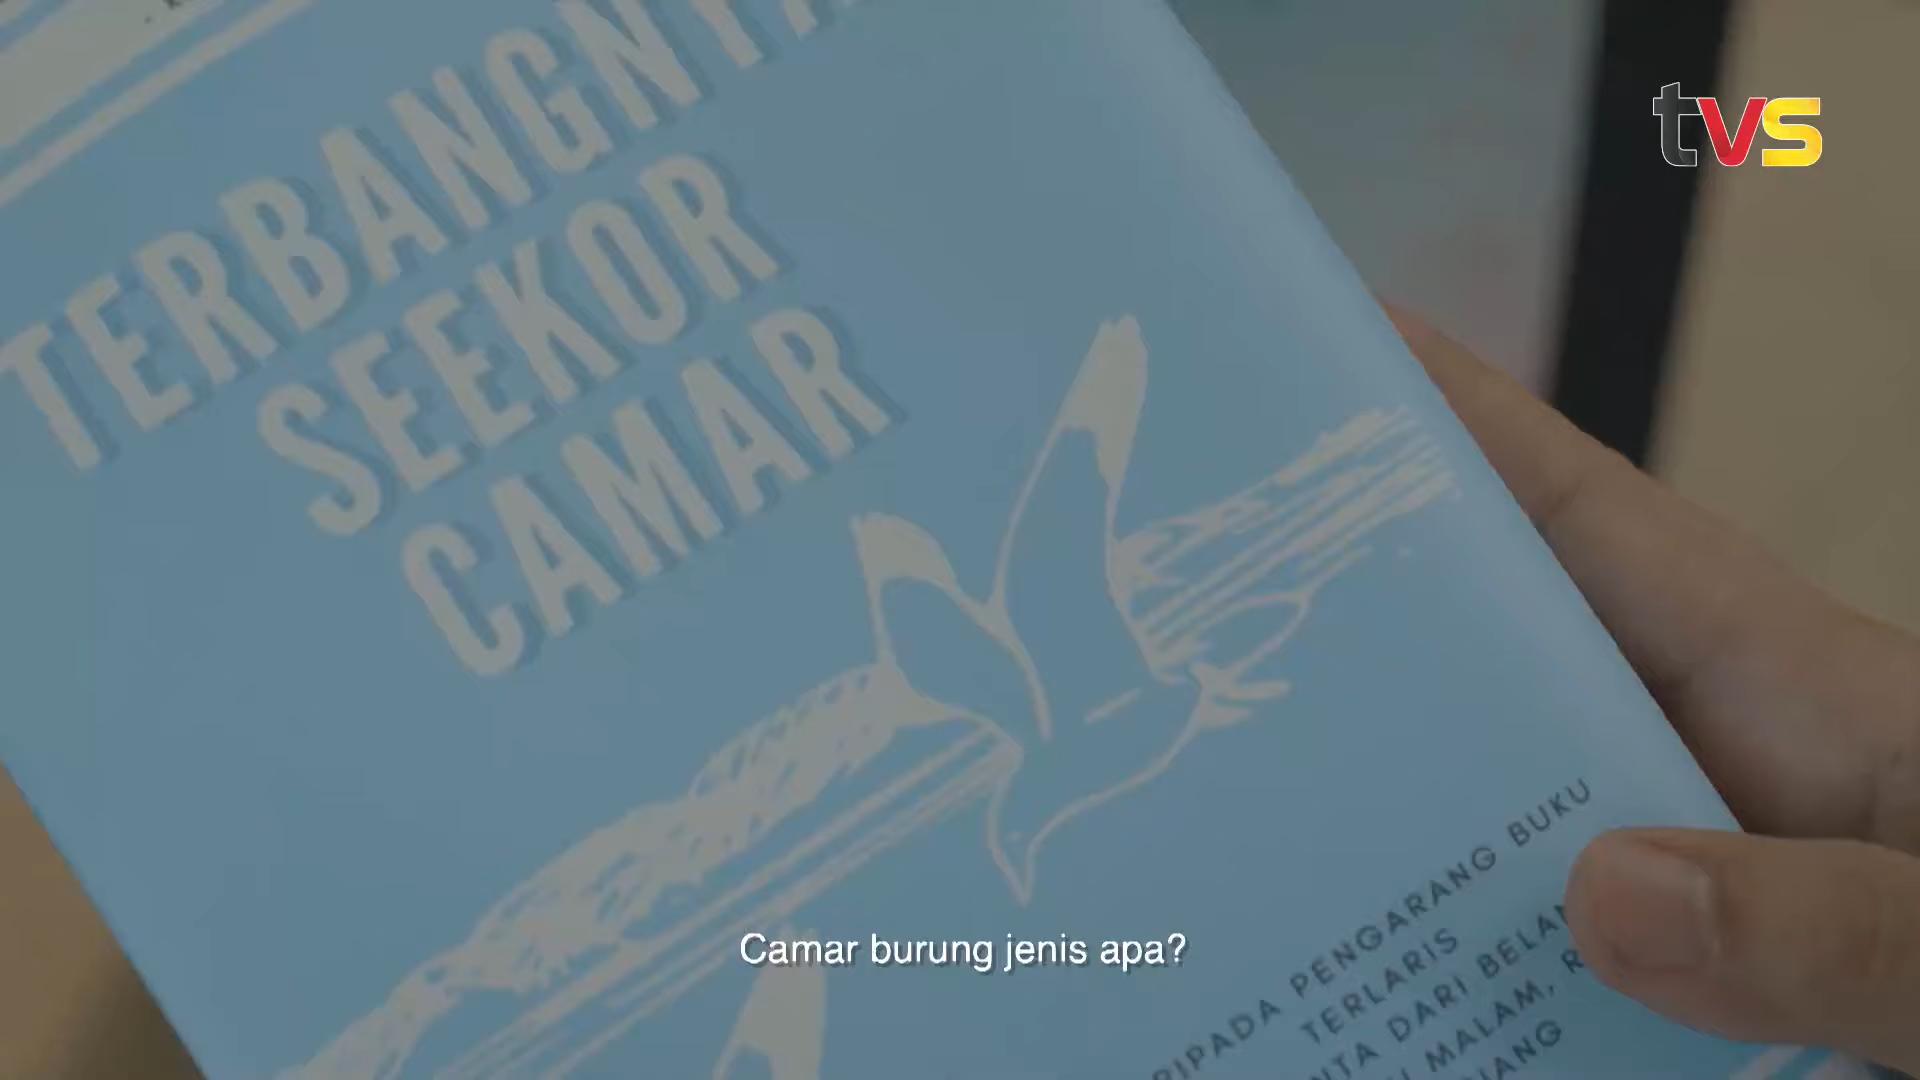 tvs
TERBANGNYA
SEEKOR
CAMAR
PENGARANG BUKU
TERLARIS
DARI
MALAM,
Camar burung jenis apa?